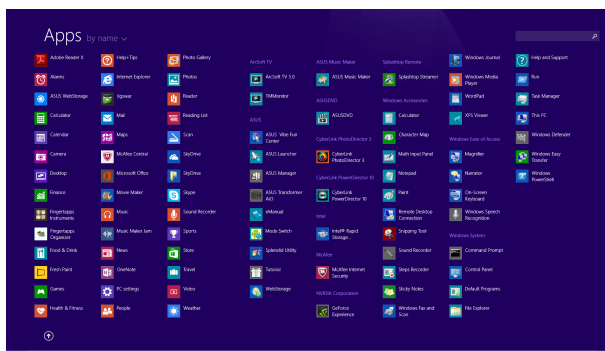 Apps by name
Adobe Reader X
Alarms
ASUS WebStorage
Calculator
Calendar
Camera
Desktop
Finance
Fingertapps
Instruments
Fingertapps
Organizer
Food & Drink
Fresh Paint
Games
Health & Fitness
Help+Tips
Internet Explorer
Jigswar
Mail
Maps
McAfee Central
Microsoft Office
Movie Maker
Music
Music Maker Jam
News
OneNote
PC settings
People
Photo Gallery
Photos
Reader
Reading List
Scan
SkyDrive
SkyDrive
Skype
Sound Recorder
Sports
Store
Travel
Video
Weather
ArcSoft TV
ArcSoft TV 5.0
TMMonitor
ASUS
ASUS Vibe Fun
Center
ASUS Launcher
ASUS Manager
ASUS Transformer
AiO
eManual
Mode Switch
Splendid Utility
Tutorial
WebStorage
ASUS Music Maker
ASUS Music Maker
ASUSDVD
ASUSDVD
CyberLink PhotoDirector 3
CyberLink
PhotoDirector 3
CyberLink PowerDirector 10
CyberLink
PowerDirector 10
Intel
Intel® Rapid
Storage...
McAfee
McAfee Internet
Security
NVIDIA Corporation
GeForce
Experience
Splashtop Remote
Splashtop Streamer
Windows Accessories
Calculator
Character Map
Math Input Panel
Notepad
Paint
Remote Desktop
Connection
Snipping Tool
Sound Recorder
Steps Recorder
Sticky Notes
Windows Fax and
Scan
Windows Journal
Windows Media
Player
WordPad
XPS Viewer
Windows Ease of Access
Magnifier
Narrator
On-Screen
Keyboard
Windows Speech
Recognition
Windows System
Command Prompt
Control Panel
Default Programs
File Explorer
Help and Support
Run
Task Manager
This PC
Windows Defender
Windows Easy
Transfer
Windows
PowerShell